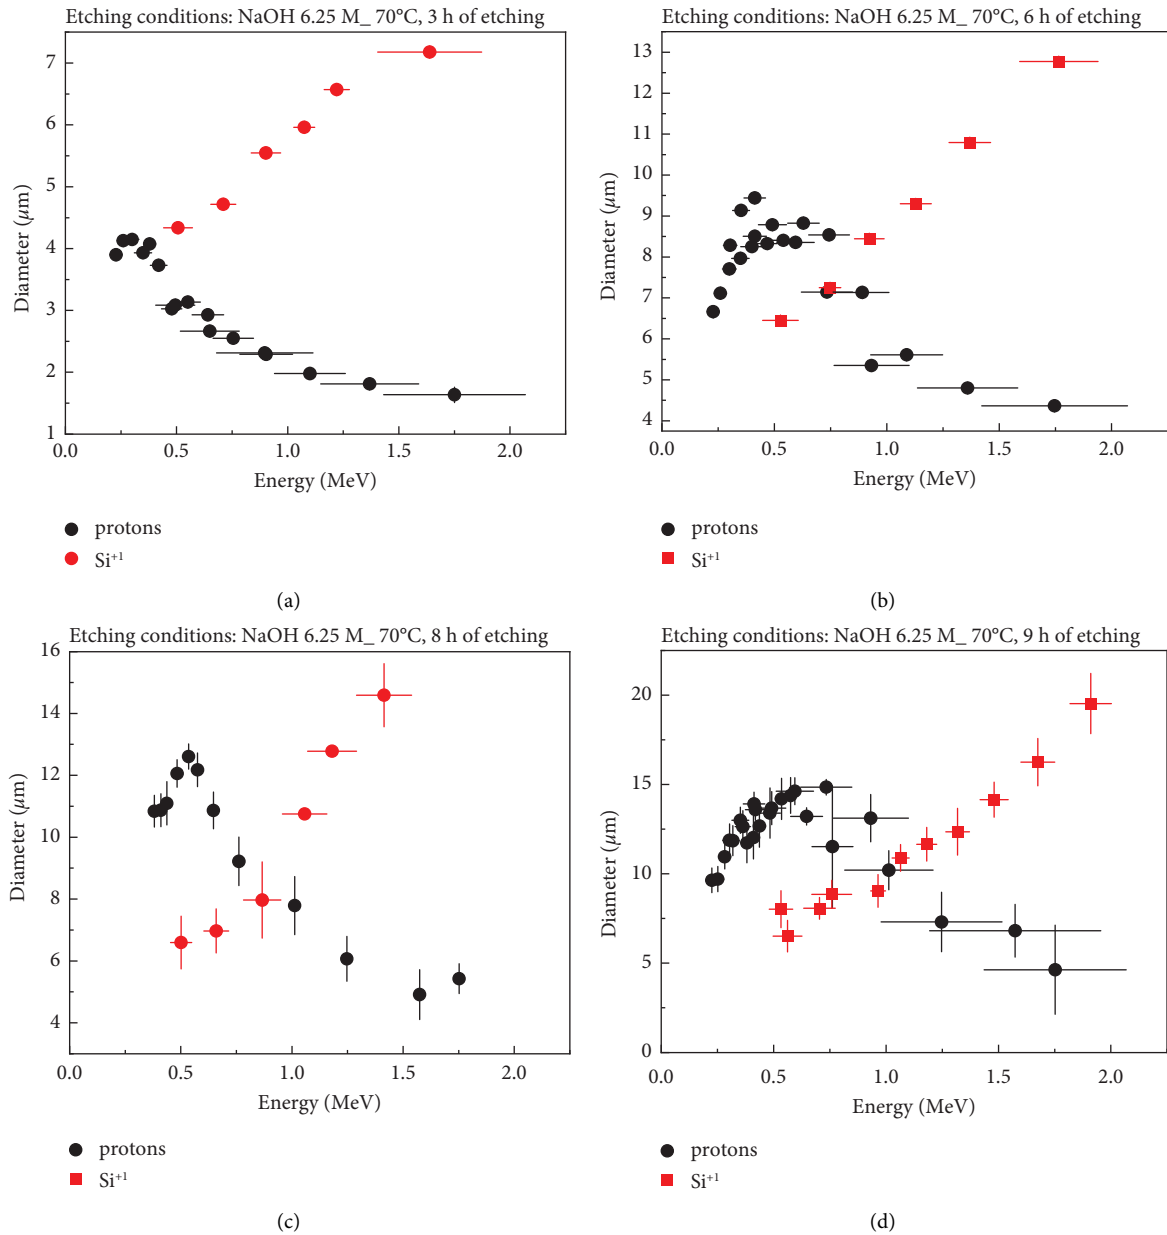 Etching conditions: NaOH 6.25 M_ 70°C, 3 h of etching
7
6
5
4
3
2
1
Diameter (μm)
0.0 0.5 1.0 1.5 2.0
Energy (MeV)
protons
Si+1
(a)
Etching conditions: NaOH 6.25 M_ 70°C, 6 h of etching
13
12
11
10
9
8
7
6
5
4
Diameter (μm)
0.0 0.5 1.0 1.5 2.0
Energy (MeV)
protons
Si+1
(b)
Etching conditions: NaOH 6.25 M_ 70°C, 8 h of etching
16
14
12
10
8
6
4
Diameter (μm)
0.0 0.5 1.0 1.5 2.0
Energy (MeV)
protons
Si+1
(c)
Etching conditions: NaOH 6.25 M_ 70°C, 9 h of etching
20
15
10
5
0
Diameter (μm)
0.0 0.5 1.0 1.5 2.0
Energy (MeV)
protons
Si+1
(d)